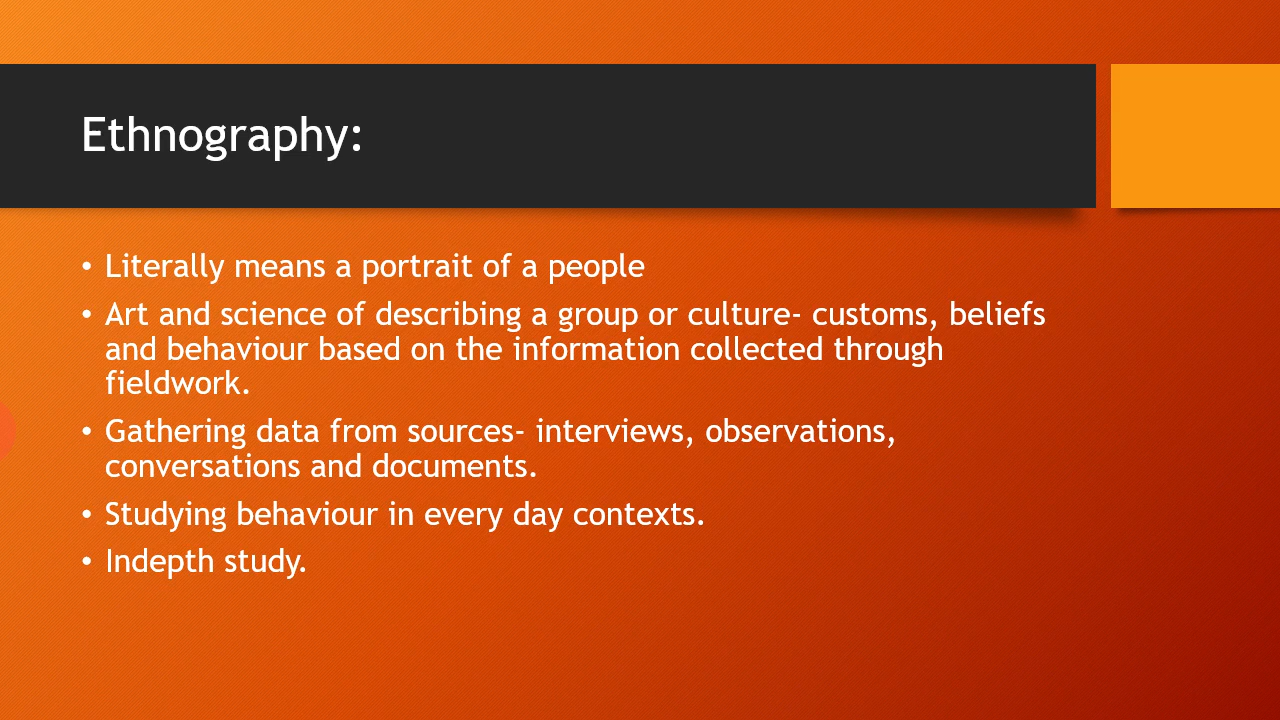 Ethnography:
• Literally means a portrait of a people
• Art and science of describing a group or culture- customs, beliefs
and behaviour based on the information collected through
fieldwork.
• Gathering data from sources- interviews, observations,
conversations and documents.
• Studying behaviour in every day contexts.
• Indepth study.